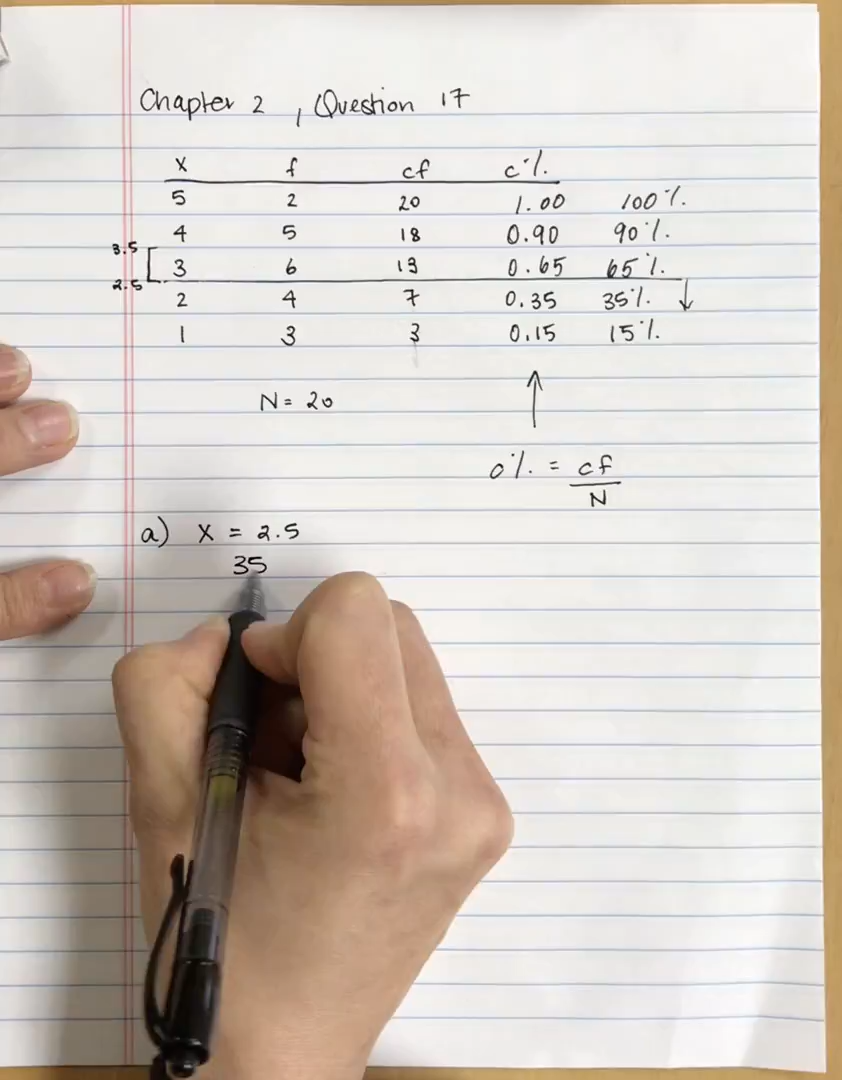 Chapter 2 , Question 17
X f cf c%
5 2 20 1.00 100%
4 5 18 0.90 90%
3.5
3 6 13 0.65 65%
2.5
2 4 7 0.35 35% ↓
1 3 3 0.15 15%
N = 20 ↑
0% = cf
N
a) X = 2.5
35